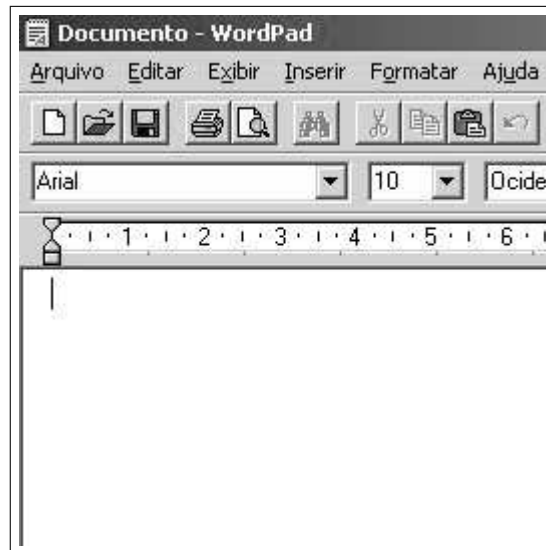 Documento - WordPad
Arquivo Editar Exibir Inserir Formatar Ajuda
Arial 10 Ocide
1 2 3 4 5 6